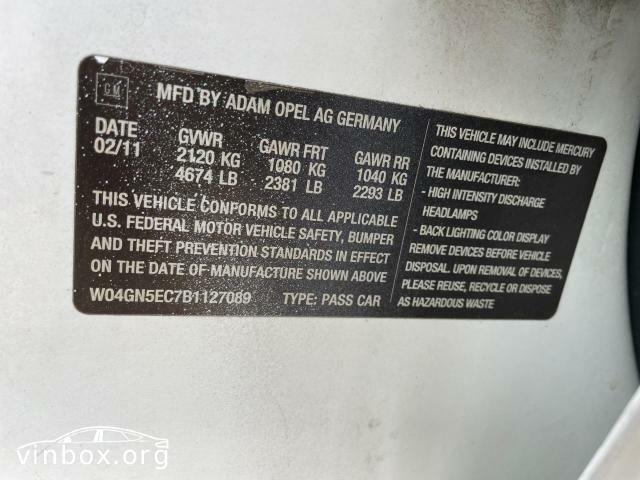 GM
MFD BY ADAM OPEL AG GERMANY
DATE GVWR GAWR FRT GAWR RR
02/11 2120 KG 1080 KG 1040 KG
4674 LB 2381 LB 2293 LB
THIS VEHICLE CONFORMS TO ALL APPLICABLE
U.S. FEDERAL MOTOR VEHICLE SAFETY, BUMPER
AND THEFT PREVENTION STANDARDS IN EFFECT
ON THE DATE OF MANUFACTURE SHOWN ABOVE
W04GN5EC7B1127089 TYPE: PASS CAR
THIS VEHICLE MAY INCLUDE MERCURY
CONTAINING DEVICES INSTALLED BY
THE MANUFACTURER:
- HIGH INTENSITY DISCHARGE
HEADLAMPS
- BACK LIGHTING COLOR DISPLAY
REMOVE DEVICES BEFORE VEHICLE
DISPOSAL. UPON REMOVAL OF DEVICES,
PLEASE REUSE, RECYCLE OR DISPOSE
AS HAZARDOUS WASTE
vinbox.org